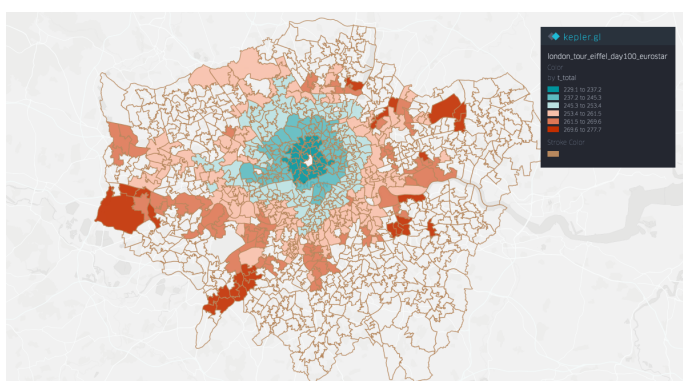 kepler.gl
london_tour_eiffel_day100_eurostar
Color
by t_total
229.1 to 237.2
237.2 to 245.3
245.3 to 253.4
253.4 to 261.5
261.5 to 269.6
269.6 to 277.7
Stroke Color